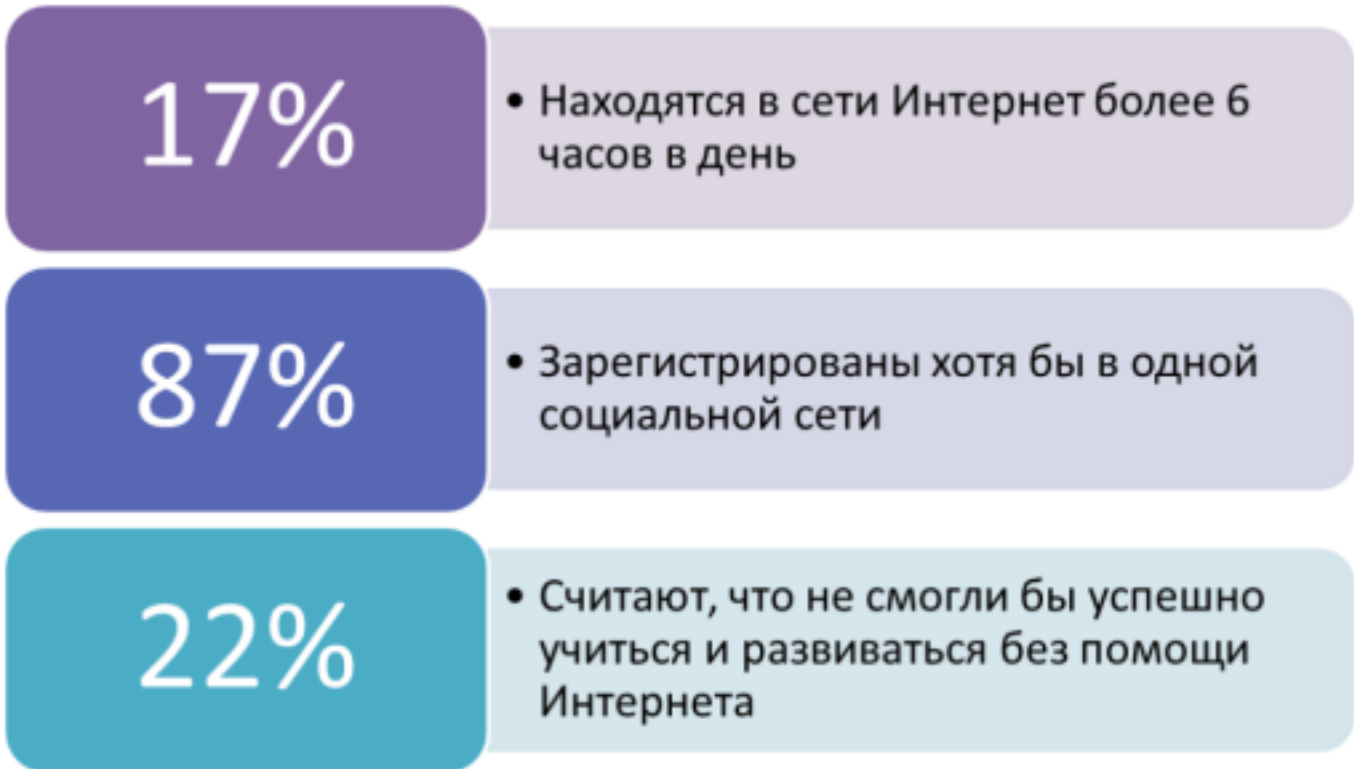 17%
• Находятся в сети Интернет более 6
часов в день
87%
• Зарегистрированы хотя бы в одной
социальной сети
22%
• Считают, что не смогли бы успешно
учиться и развиваться без помощи
Интернета